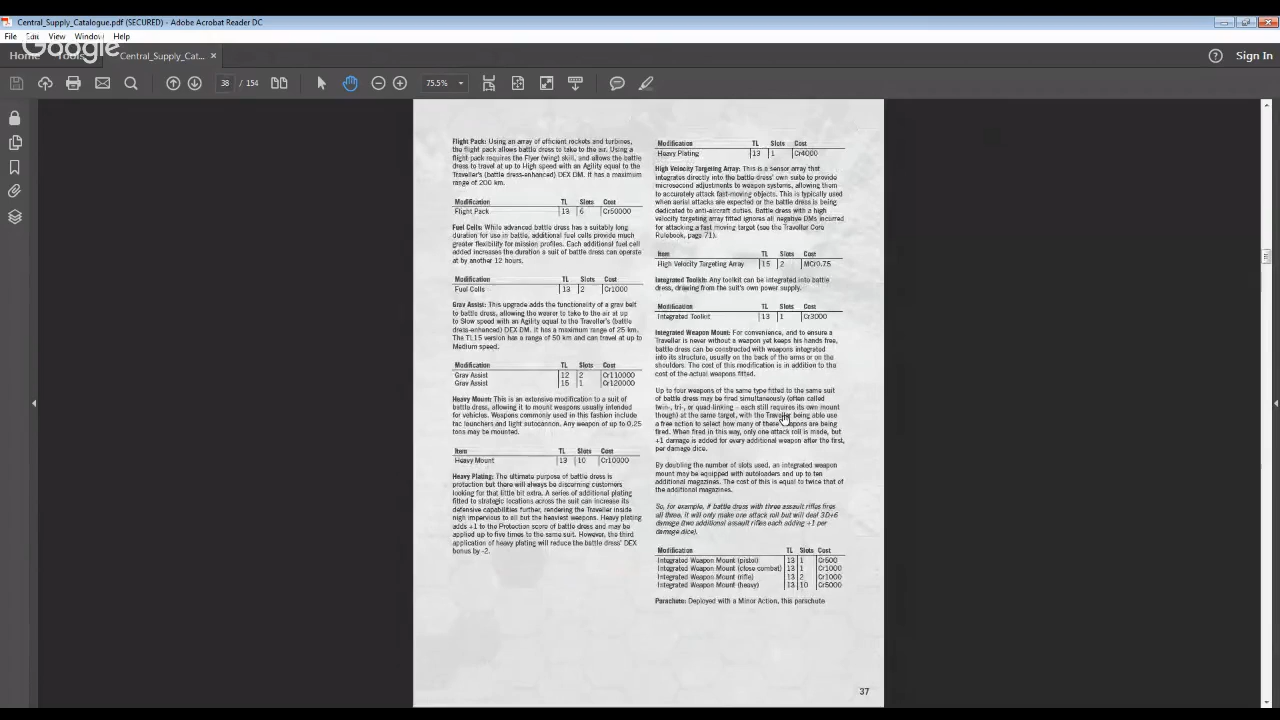 Central_Supply_Catalogue.pdf (SECURED) - Adobe Acrobat Reader DC
File Edit View Window Help
Google
Home Tools Central_Supply_Cat... × Sign In
38 / 154 75.5%
Flight Pack: Using an array of efficient rockets and turbines,
the flight pack allows battle dress to take to the air. Using a
flight pack requires the Flyer (wing) skill, and allows the battle
dress to travel at up to High speed with an Agility equal to the
Traveller's (battle dress-enhanced) DEX DM. It has a maximum
range of 200 km.
Modification TL Slots Cost
Flight Pack 13 6 Cr50000
Fuel Cells: While advanced battle dress has a suitably long
duration for use in battle, additional fuel cells provide much
greater flexibility for mission profiles. Each additional fuel cell
added increases the duration a suit of battle dress can operate
at by another 12 hours.
Modification TL Slots Cost
Fuel Cells 13 2 Cr1000
Grav Assist: This upgrade adds the functionality of a grav belt
to battle dress, allowing the wearer to take to the air at up
to Slow speed with an Agility equal to the Traveller's (battle
dress-enhanced) DEX DM. It has a maximum range of 25 km.
The TL15 version has a range of 50 km and can travel at up to
Medium speed.
Modification TL Slots Cost
Grav Assist 12 2 Cr110000
Grav Assist 15 1 Cr120000
Heavy Mount: This is an extensive modification to a suit of
battle dress, allowing it to mount weapons usually intended
for vehicles. Weapons commonly used in this fashion include
tac launchers and light autocannon. Any weapon of up to 0.25
tons may be mounted.
Item TL Slots Cost
Heavy Mount 13 10 Cr10000
Heavy Plating: The ultimate purpose of battle dress is
protection but there will always be discerning customers
looking for that little bit extra. A series of additional plating
fitted to strategic locations across the suit can increase its
defensive capabilities further, rendering the Traveller inside
nigh impervious to all but the heaviest weapons. Heavy plating
adds +1 to the Protection score of battle dress and may be
applied up to five times to the same suit. However, the third
application of heavy plating will reduce the battle dress' DEX
bonus by -2.
Modification TL Slots Cost
Heavy Plating 13 1 Cr4000
High Velocity Targeting Array: This is a sensor array that
integrates directly into the battle dress' own suite to provide
microsecond adjustments to weapon systems, allowing them
to accurately attack fast-moving objects. This is typically used
when aerial attacks are expected or the battle dress is being
dedicated to anti-aircraft duties. Battle dress with a high
velocity targeting array fitted ignores all negative DMs incurred
for attacking a fast moving target (see the Traveller Core
Rulebook, page 71).
Item TL Slots Cost
High Velocity Targeting Array 15 2 MCr0.75
Integrated Toolkit: Any toolkit can be integrated into battle
dress, drawing from the suit's own power supply.
Modification TL Slots Cost
Integrated Toolkit 13 1 Cr3000
Integrated Weapon Mount: For convenience, and to ensure a
Traveller is never without a weapon yet keeps his hands free,
battle dress can be constructed with weapons integrated
into its structure, usually on the back of the arms or on the
shoulders. The cost of this modification is in addition to the
cost of the actual weapons fitted.
Up to four weapons of the same type fitted to the same suit
of battle dress may be fired simultaneously (often called
twin-, tri-, or quad-linking – each still requires its own mount
though) at the same target, with the Traveller being able use
a free action to select how many of these weapons are being
fired. When fired in this way, only one attack roll is made, but
+1 damage is added for every additional weapon after the first,
per damage dice.
By doubling the number of slots used, an integrated weapon
mount may be equipped with autoloaders and up to ten
additional magazines. The cost of this is equal to twice that of
the additional magazines.
So, for example, if battle dress with three assault rifles fires
all three, it will only make one attack roll but will deal 3D+6
damage (two additional assault rifles each adding +1 per
damage dice).
Modification TL Slots Cost
Integrated Weapon Mount (pistol) 13 1 Cr500
Integrated Weapon Mount (close combat) 13 1 Cr1000
Integrated Weapon Mount (rifle) 13 2 Cr1000
Integrated Weapon Mount (heavy) 13 10 Cr5000
Parachute: Deployed with a Minor Action, this parachute
37